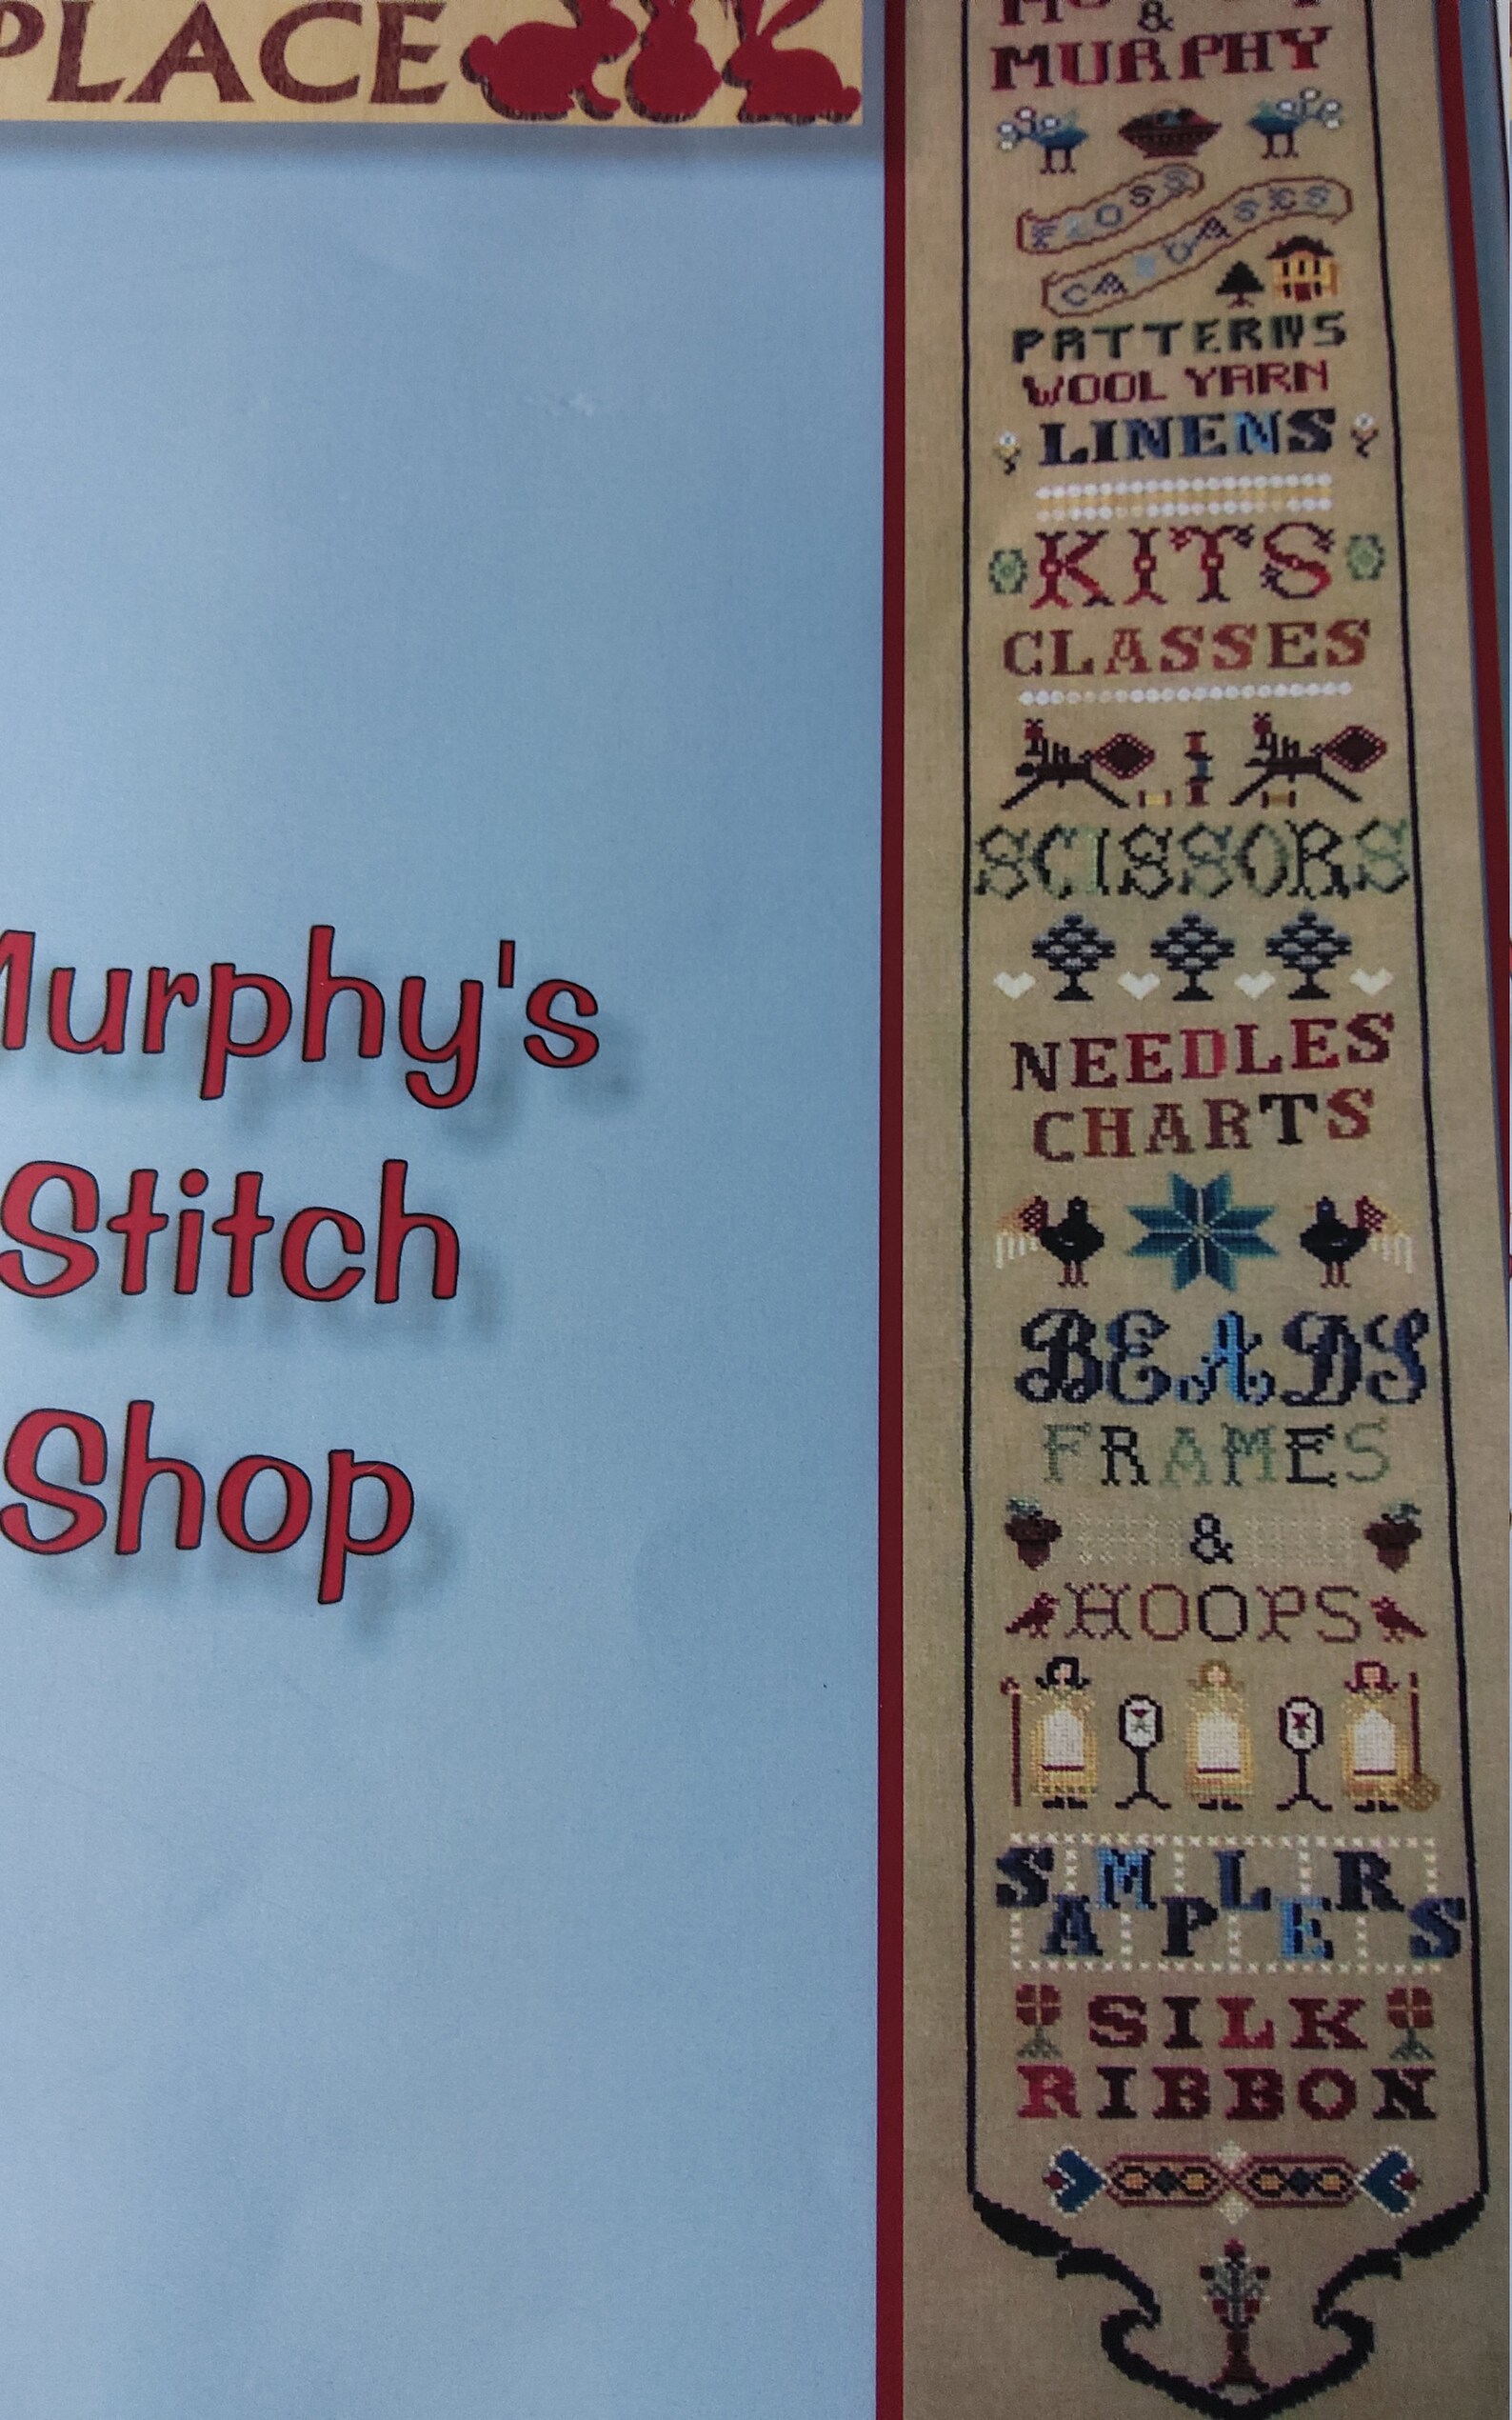 PLACE
Murphy's
Stitch
Shop
&
MURPHY
FLOSS
CANVASES
PATTERNS
WOOL YARN
LINENS
KITS
CLASSES
SCISSORS
NEEDLES
CHARTS
BEADS
FRAMES
&
HOOPS
SAMPLERS
SILK
RIBBON